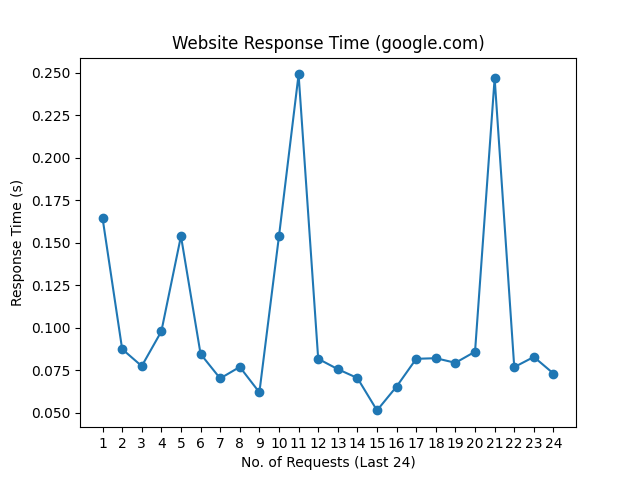 Website Response Time (google.com)
0.250
0.225
0.200
0.175
0.150
0.125
0.100
0.075
0.050
Response Time (s)
1 2 3 4 5 6 7 8 9 10 11 12 13 14 15 16 17 18 19 20 21 22 23 24
No. of Requests (Last 24)